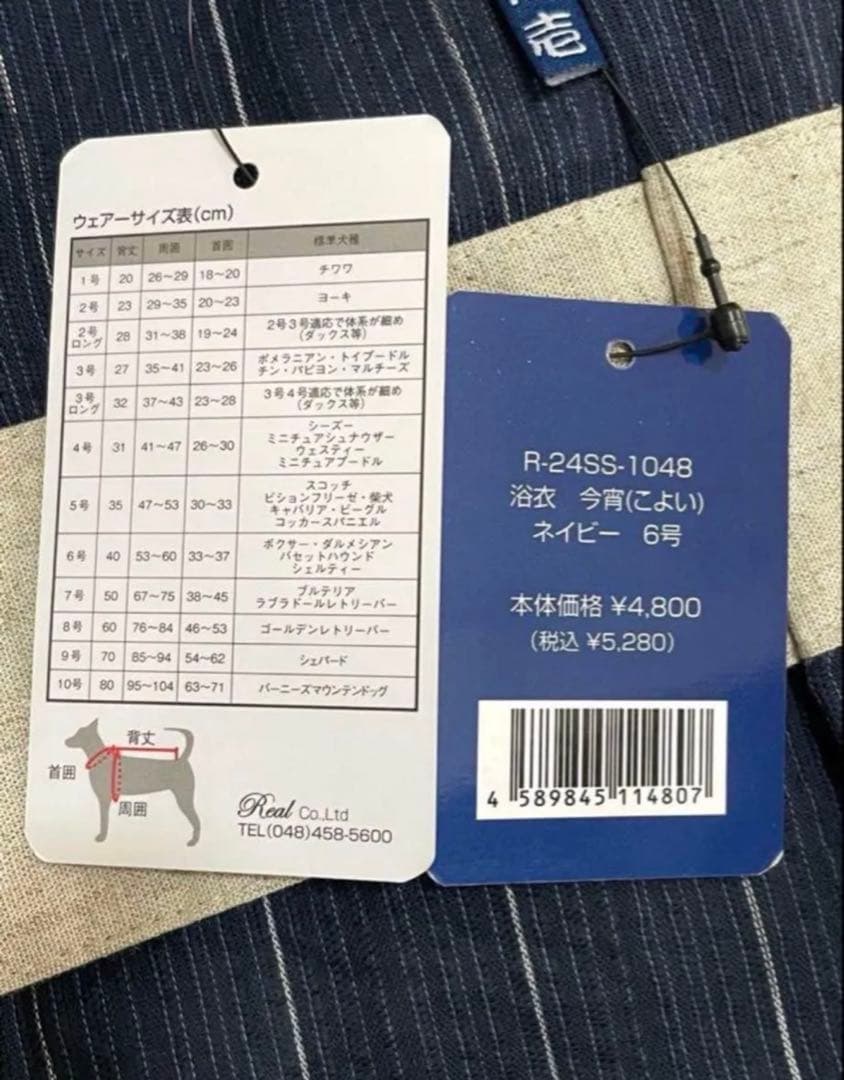 壱
ウェアーサイズ表(cm)
サイズ 背丈 周囲 首囲 標準犬種
1号 20 26~29 18~20 チワワ
2号 23 29~35 20~23 ヨーキ
2号ロング 28 31~38 19~24 2号3号適応で体系が細め(ダックス等)
3号 27 35~41 23~26 ポメラニアン・トイプードル
チン・パピヨン・マルチーズ
3号ロング 32 37~43 23~28 3号4号適応で体系が細め(ダックス等)
4号 31 41~47 26~30 シーズー
ミニチュアシュナウザー
ウェスティー
ミニチュアプードル
5号 35 47~53 30~33 スコッチ
ビションフリーゼ・柴犬
キャバリア・ビーグル
コッカースパニエル
6号 40 53~60 33~37 ボクサー・ダルメシアン
バセットハウンド
シェルティー
7号 50 67~75 38~45 ブルテリア
ラブラドールレトリーバー
8号 60 76~84 46~53 ゴールデンレトリーバー
9号 70 85~94 54~62 シェパード
10号 80 95~104 63~71 バーニーズマウンテンドッグ
背丈
首囲
周囲
Real Co.,Ltd
TEL(048)458-5600
R-24SS-1048
浴衣 今宵(こよい)
ネイビー 6号
本体価格 ¥4,800
(税込 ¥5,280)
4 589845 114807